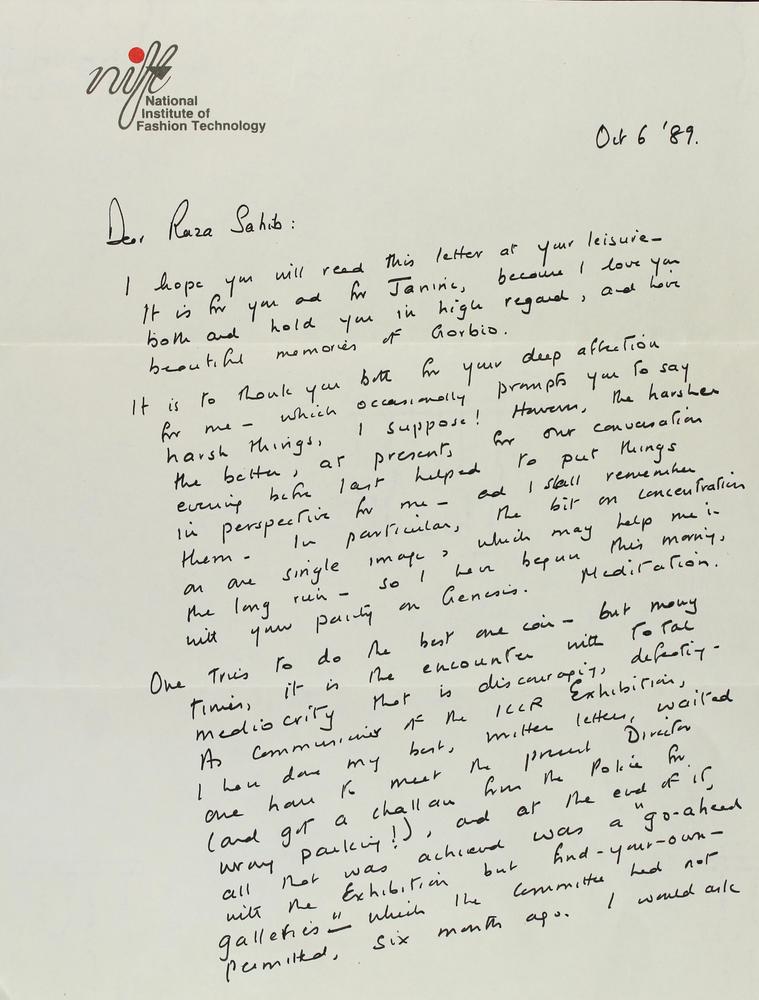 nift
National
Institute of
Fashion Technology
Oct 6 '89.
Dear Raza Sahib:
I hope you will read this letter at your leisure—
It is for you and for Janine, because I love you
both and hold you in high regard, and have
beautiful memories of Gorbio.
It is to thank you both for your deep affection
for me – which occasionally prompts you to say
harsh things, I suppose! However, the harsher
the better, at present, for our conversation
evening before last helped to put things
in perspective for me – and I shall remember
them – In particular, the bit on concentration
on one single image, which may help me in
the long run – so I have begun this morning,
with your painting on Genesis. Meditation.
One tries to do the best one can – but many
times, it is the encounter with total
mediocrity that is discouraging, defeating –
As Commissioner of the ICCR Exhibition,
I have done my best, written letters, waited
one hour to meet the present Director
(and got a challan from the Police for
wrong parking!), and at the end of it,
all that was achieved was a "go-ahead
with the Exhibition but find-your-own-
galleries" – which the Committee had not
permitted, six month ago. I would ask